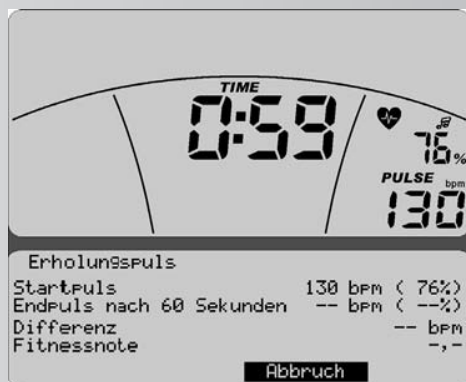 TIME
0:59
76%
PULSE bpm
130
Erholungspuls
Startpuls 130 bpm ( 76%)
Endpuls nach 60 Sekunden -- bpm ( --%)
Differenz -- bpm
Fitnessnote -,-
Abbruch